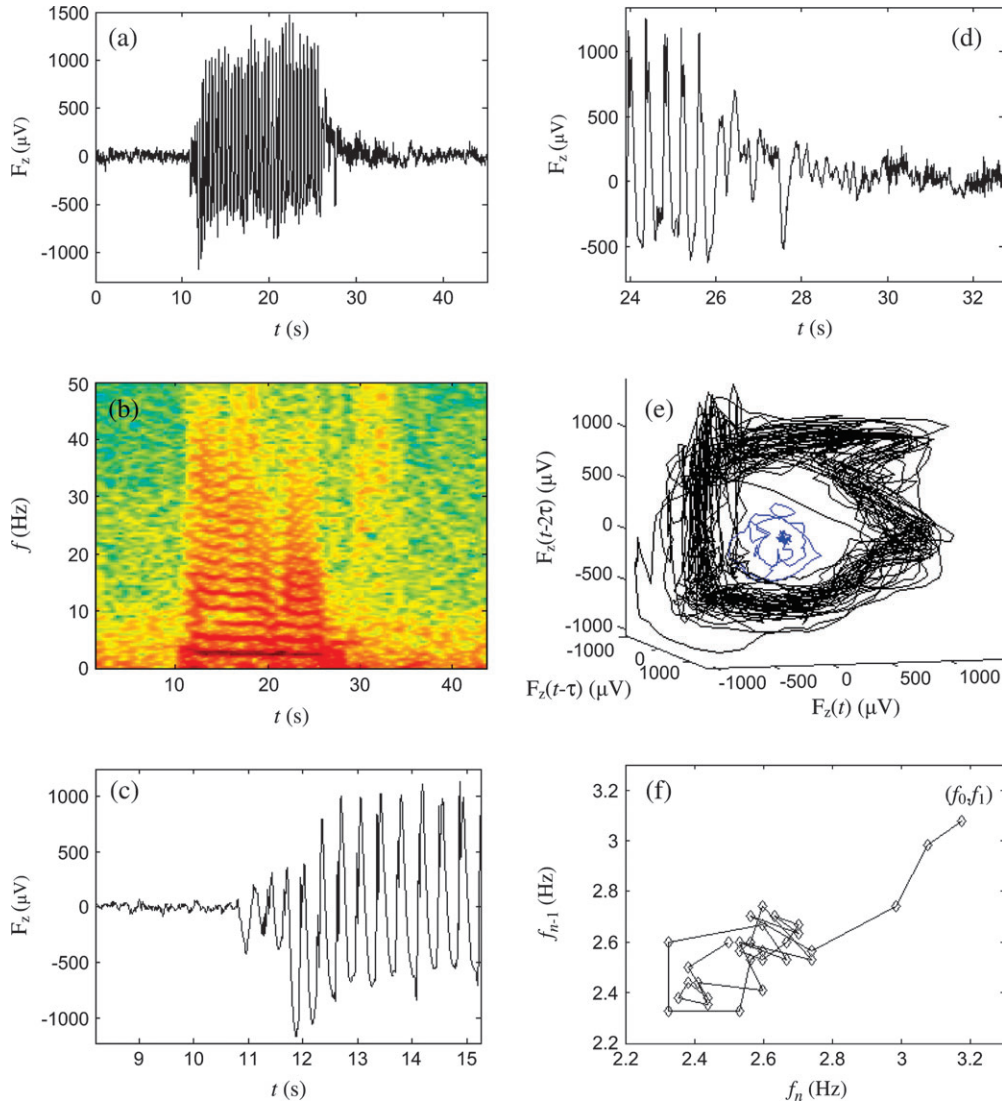 (a)
1500
1000
500
0
-500
-1000
F_z (μV)
0 10 20 30 40
t (s)
(d)
1000
500
0
-500
F_z (μV)
24 26 28 30 32
t (s)
(b)
50
40
30
20
10
0
f (Hz)
10 20 30 40
t (s)
(e)
1000
500
0
-500
-1000
F_z(t-2τ) (μV)
-1000
0
1000
F_z(t-τ) (μV)
-1000 -500 0 500 1000
F_z(t) (μV)
(c)
1000
500
0
-500
-1000
F_z (μV)
9 10 11 12 13 14 15
t (s)
(f)
(f_0,f_1)
3.2
3
2.8
2.6
2.4
2.2
f_{n-1} (Hz)
2.2 2.4 2.6 2.8 3 3.2
f_n (Hz)